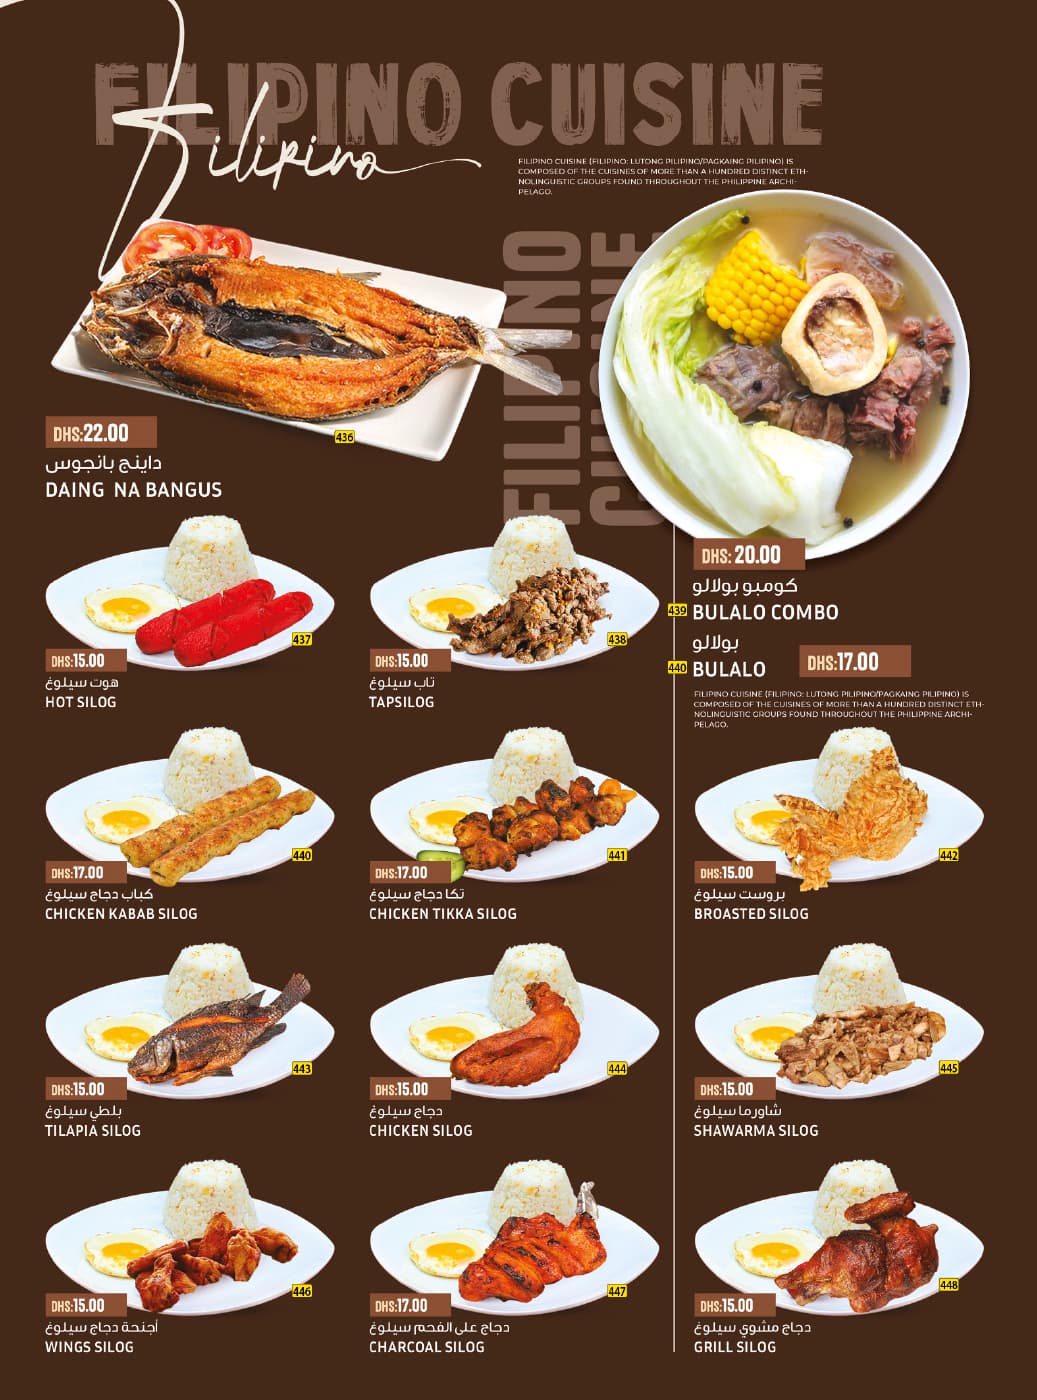 FILIPINO CUISINE
Filipino
FILIPINO CUISINE (FILIPINO: LUTONG PILIPINO/PAGKAING PILIPINO) IS
COMPOSED OF THE CUISINES OF MORE THAN A HUNDRED DISTINCT ETH-
NOLINGUISTIC GROUPS FOUND THROUGHOUT THE PHILIPPINE ARCHI-
PELAGO.
FILIPINO
CUISINE
DHS:22.00
436
داينج بانجوس
DAING NA BANGUS
DHS: 20.00
كومبو بولالو
439 BULALO COMBO
بولالو
440 BULALO
DHS:17.00
FILIPINO CUISINE (FILIPINO: LUTONG PILIPINO/PAGKAING PILIPINO) IS
COMPOSED OF THE CUISINES OF MORE THAN A HUNDRED DISTINCT ETH-
NOLINGUISTIC GROUPS FOUND THROUGHOUT THE PHILIPPINE ARCHI-
PELAGO.
437
DHS:15.00
هوت سيلوغ
HOT SILOG
438
DHS:15.00
تاب سيلوغ
TAPSILOG
440
DHS:17.00
كباب دجاج سيلوغ
CHICKEN KABAB SILOG
441
DHS:17.00
تكا دجاج سيلوغ
CHICKEN TIKKA SILOG
442
DHS:15.00
بروست سيلوغ
BROASTED SILOG
443
DHS:15.00
بلطي سيلوغ
TILAPIA SILOG
444
DHS:15.00
دجاج سيلوغ
CHICKEN SILOG
445
DHS:15.00
شاورما سيلوغ
SHAWARMA SILOG
446
DHS:15.00
أجنحة دجاج سيلوغ
WINGS SILOG
447
DHS:17.00
دجاج على الفحم سيلوغ
CHARCOAL SILOG
448
DHS:15.00
دجاج مشوي سيلوغ
GRILL SILOG